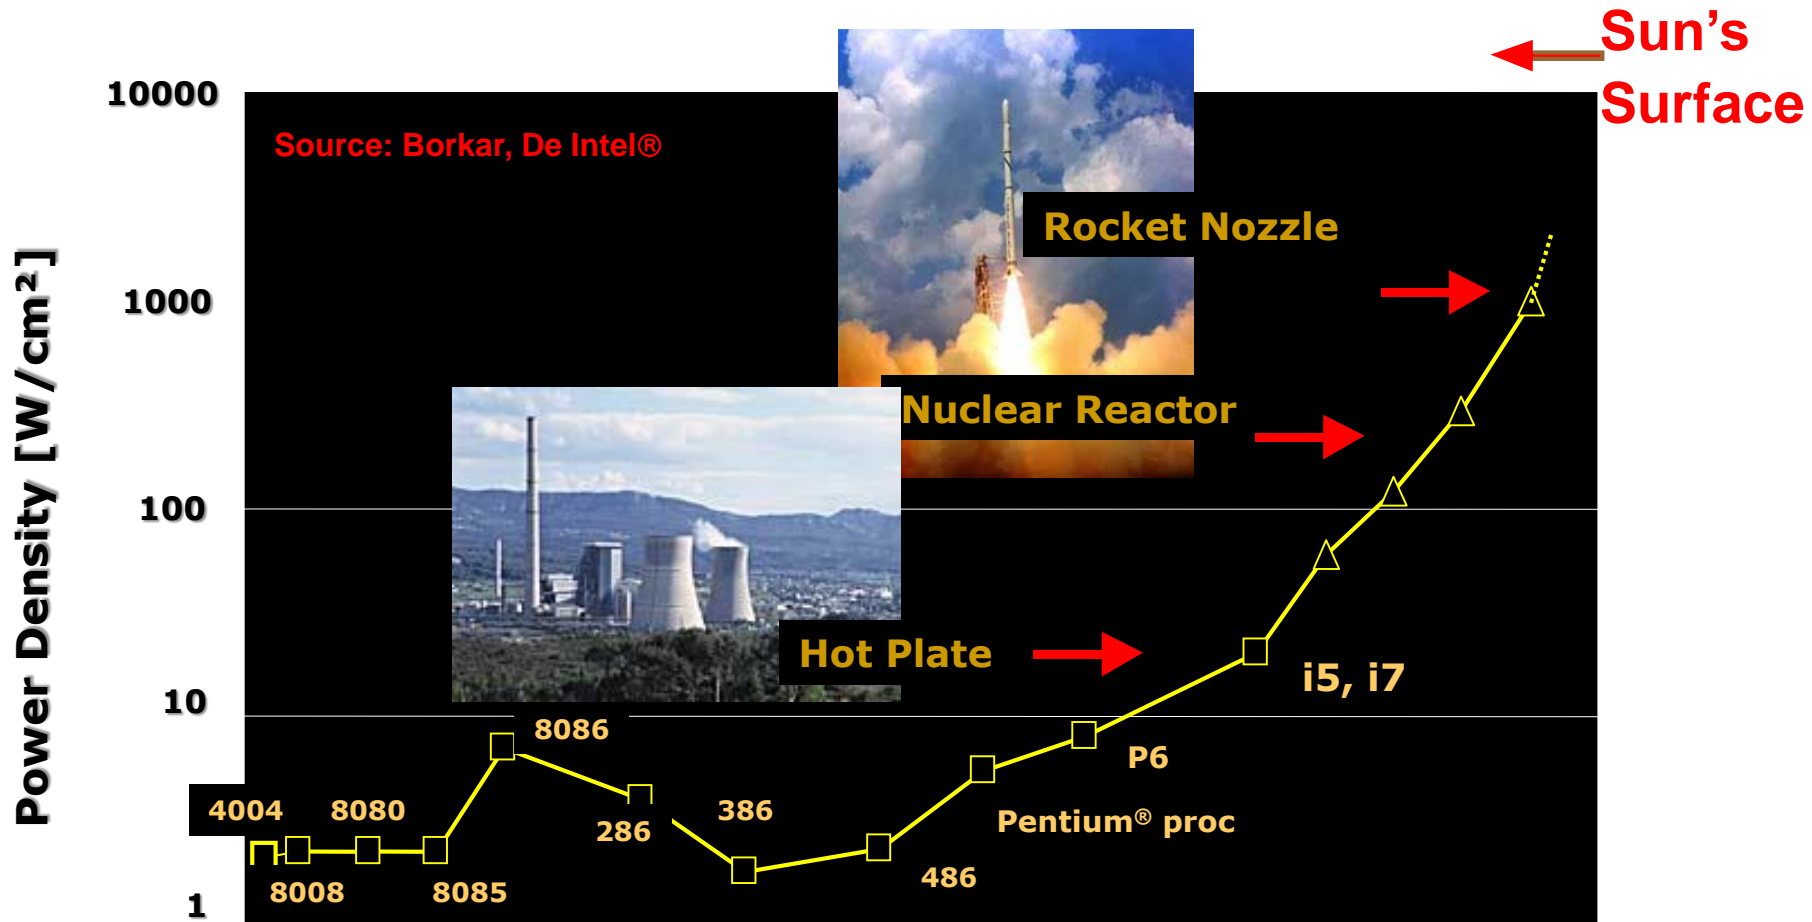 Sun’s
Surface
10000
Source: Borkar, De Intel®
Rocket Nozzle
1000
Power Density [W/cm²]
Nuclear Reactor
100
Hot Plate
i5, i7
10
8086
P6
4004
8080
386
286
Pentium® proc
486
8008
8085
1